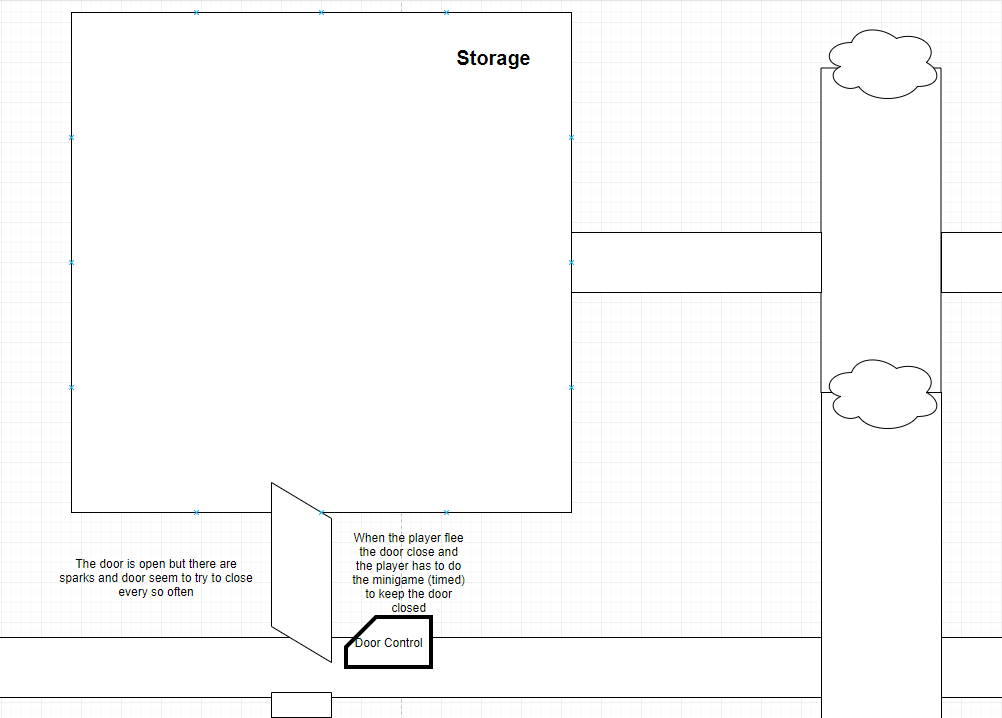 Storage
The door is open but there are
sparks and door seem to try to close
every so often
When the player flee
the door close and
the player has to do
the minigame (timed)
to keep the door
closed
Door Control